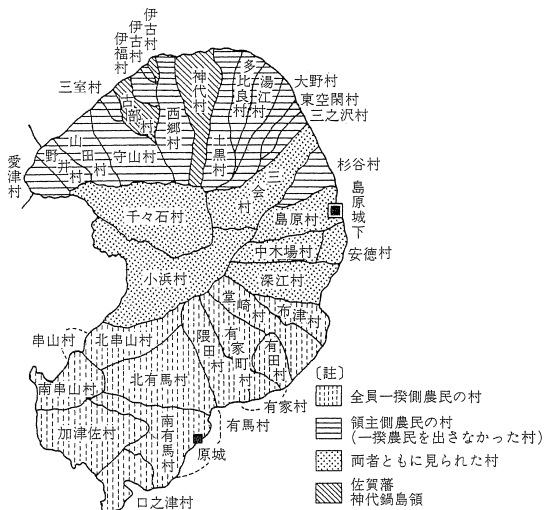 伊古村
伊古村
伊福村
三室村
古部村
西郷村
神代村
土黒村
多比良村
湯江村
大野村
東空閑村
三之沢村
杉谷村
三会村
島原城下
島原村
安徳村
中木場村
深江村
愛津村
野井村
山田村
守山村
千々石村
小浜村
布津村
堂崎村
有田村
有家町村
隈田村
有家村
串山村
北串山村
南串山村
北有馬村
有馬村
南有馬村
原城
加津佐村
口之津村
〔註〕
全員一揆側農民の村
領主側農民の村
(一揆農民を出さなかった村)
両者ともに見られた村
佐賀藩
神代鍋島領